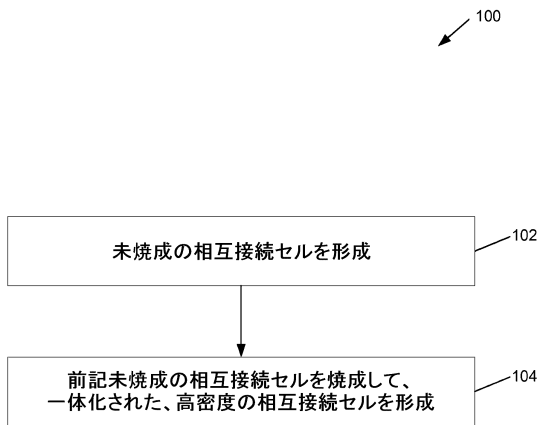 100
未焼成の相互接続セルを形成
102
前記未焼成の相互接続セルを焼成して、
一体化された、高密度の相互接続セルを形成
104